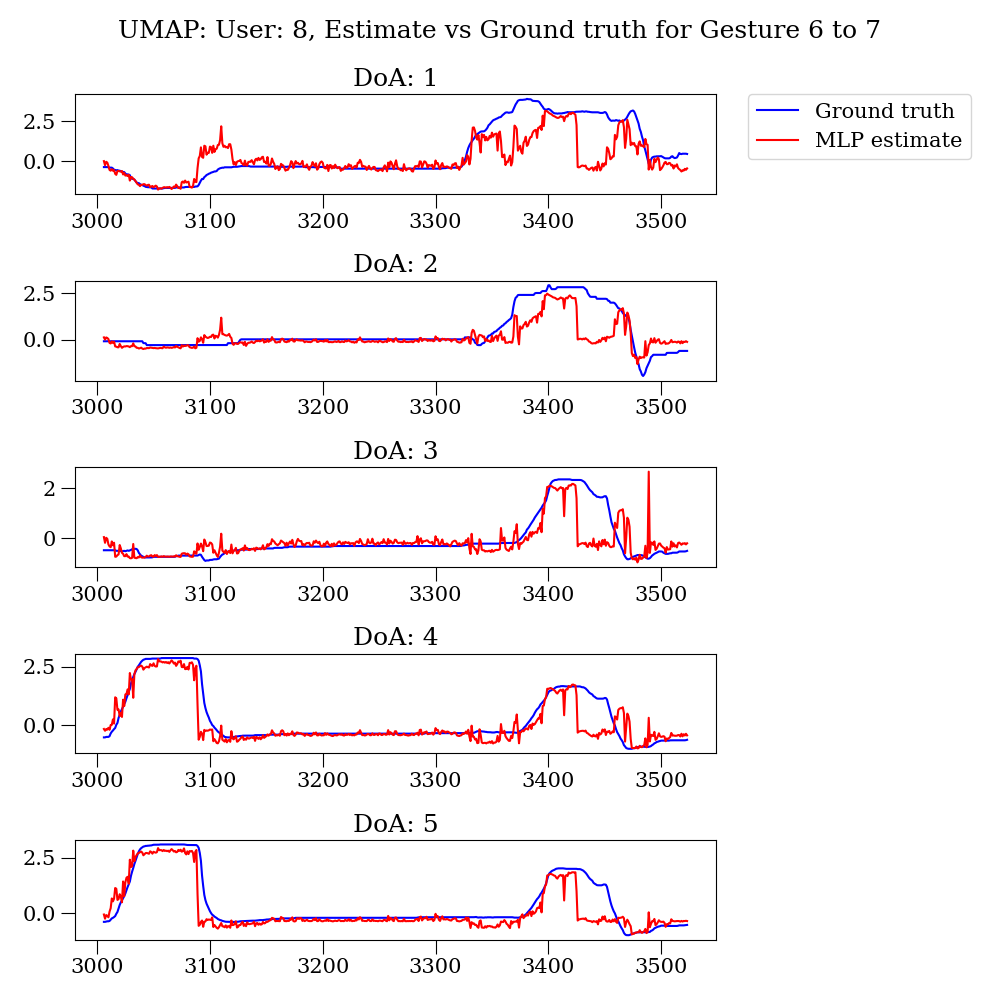 UMAP: User: 8, Estimate vs Ground truth for Gesture 6 to 7
DoA: 1
Ground truth
MLP estimate
2.5
0.0
3000 3100 3200 3300 3400 3500
DoA: 2
2.5
0.0
3000 3100 3200 3300 3400 3500
DoA: 3
2
0
3000 3100 3200 3300 3400 3500
DoA: 4
2.5
0.0
3000 3100 3200 3300 3400 3500
DoA: 5
2.5
0.0
3000 3100 3200 3300 3400 3500